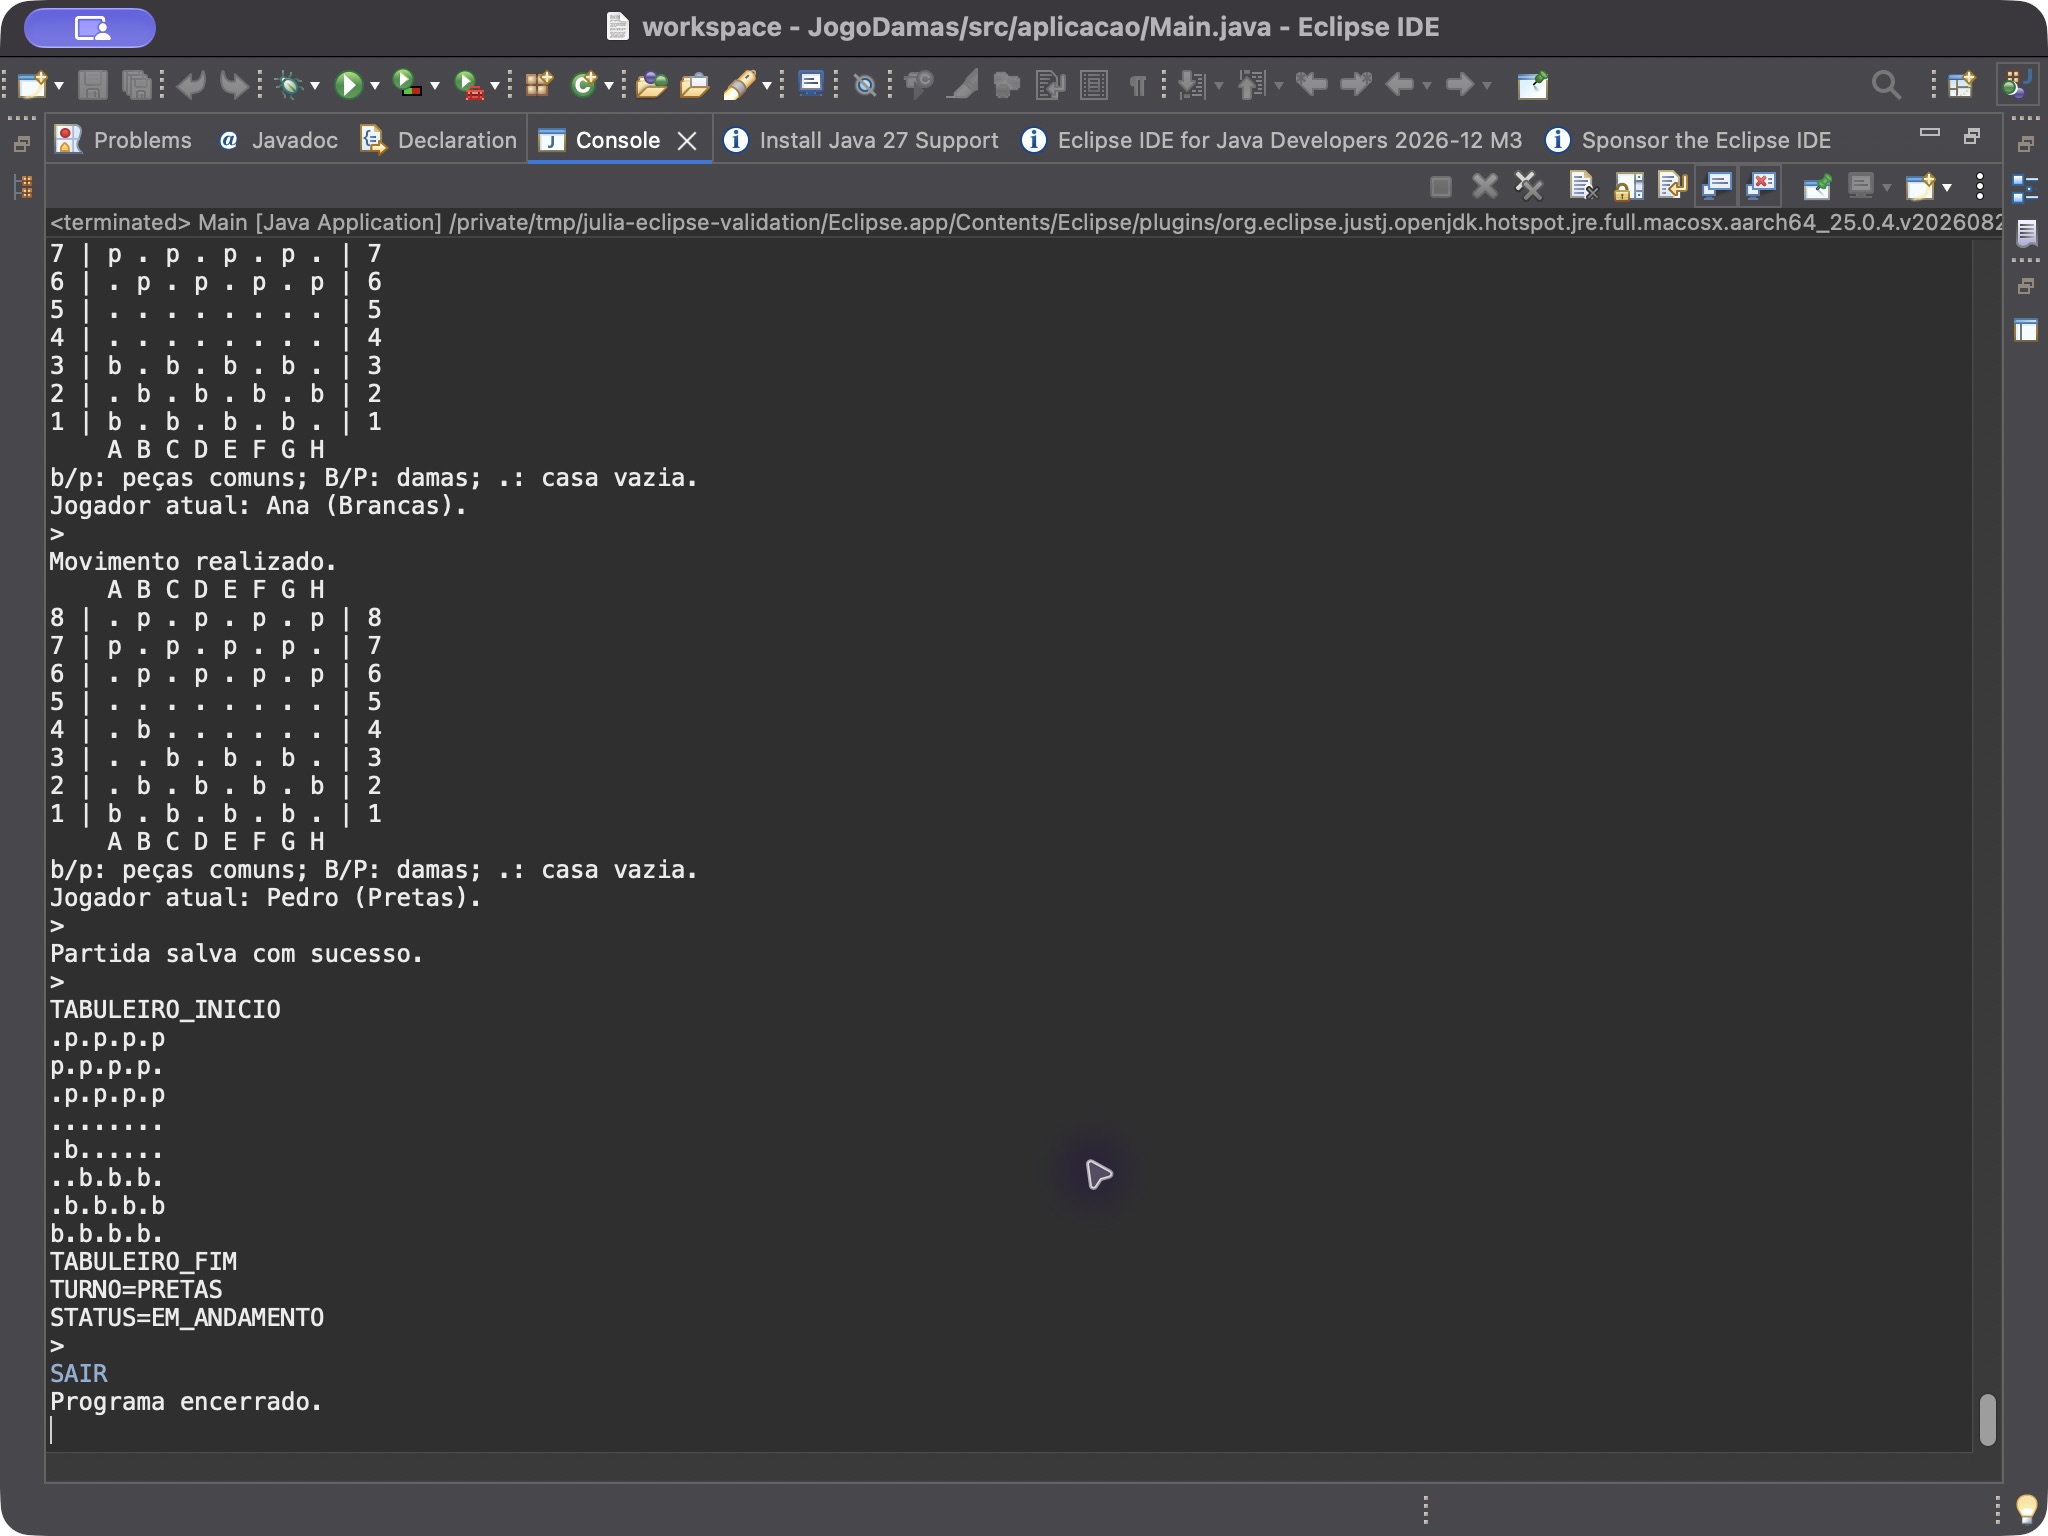 workspace - JogoDamas/src/aplicacao/Main.java - Eclipse IDE
Problems Javadoc Declaration Console Install Java 27 Support Eclipse IDE for Java Developers 2026-12 M3 Sponsor the Eclipse IDE
<terminated> Main [Java Application] /private/tmp/julia-eclipse-validation/Eclipse.app/Contents/Eclipse/plugins/org.eclipse.justj.openjdk.hotspot.jre.full.macosx.aarch64_25.0.4.v2026082
7 | p . p . p . p . | 7
6 | . p . p . p . p | 6
5 | . . . . . . . . | 5
4 | . . . . . . . . | 4
3 | b . b . b . b . | 3
2 | . b . b . b . b | 2
1 | b . b . b . b . | 1
    A B C D E F G H
b/p: peças comuns; B/P: damas; .: casa vazia.
Jogador atual: Ana (Brancas).
>
Movimento realizado.
    A B C D E F G H
8 | . p . p . p . p | 8
7 | p . p . p . p . | 7
6 | . p . p . p . p | 6
5 | . . . . . . . . | 5
4 | . b . . . . . . | 4
3 | . . b . b . b . | 3
2 | . b . b . b . b | 2
1 | b . b . b . b . | 1
    A B C D E F G H
b/p: peças comuns; B/P: damas; .: casa vazia.
Jogador atual: Pedro (Pretas).
>
Partida salva com sucesso.
>
TABULEIRO_INICIO
.p.p.p.p
p.p.p.p.
.p.p.p.p
........
.b......
..b.b.b.
.b.b.b.b
b.b.b.b.
TABULEIRO_FIM
TURNO=PRETAS
STATUS=EM_ANDAMENTO
>
SAIR
Programa encerrado.